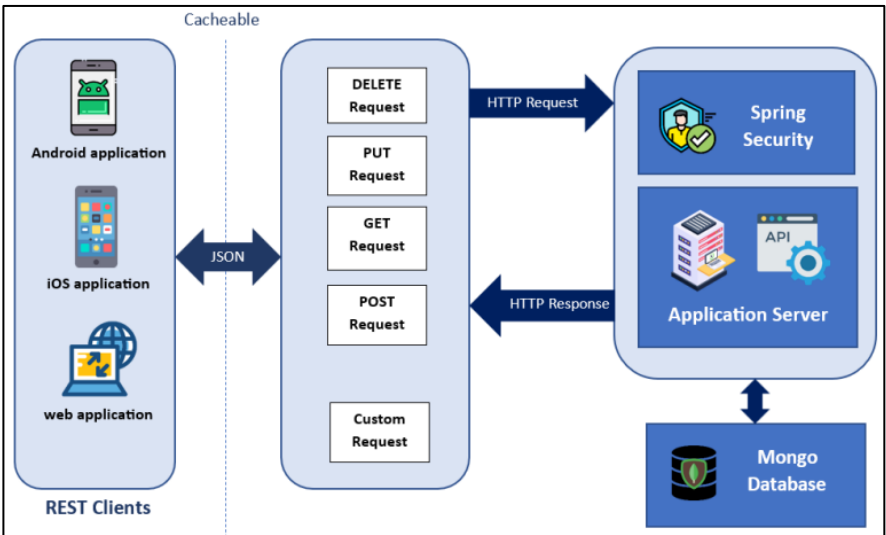 Cacheable
Android application
iOS application
web application
REST Clients
JSON
DELETE
Request
PUT
Request
GET
Request
POST
Request
Custom
Request
HTTP Request
HTTP Response
Spring
Security
API
Application Server
Mongo
Database